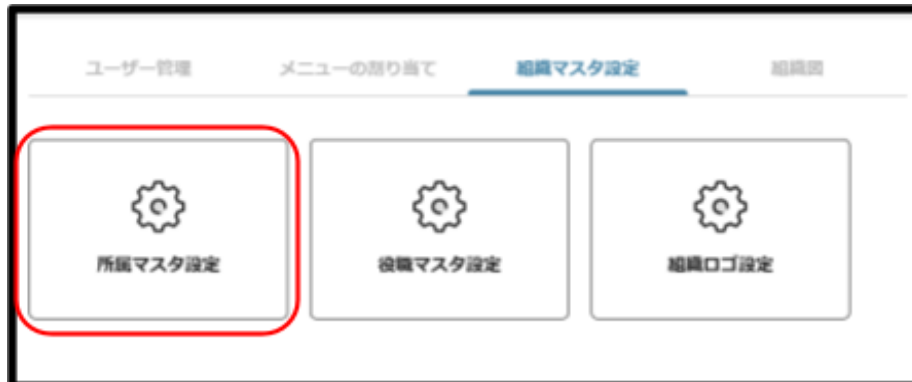 ユーザー管理
メニューの割り当て
組織マスタ設定
組織図
所属マスタ設定
役職マスタ設定
組織ロゴ設定